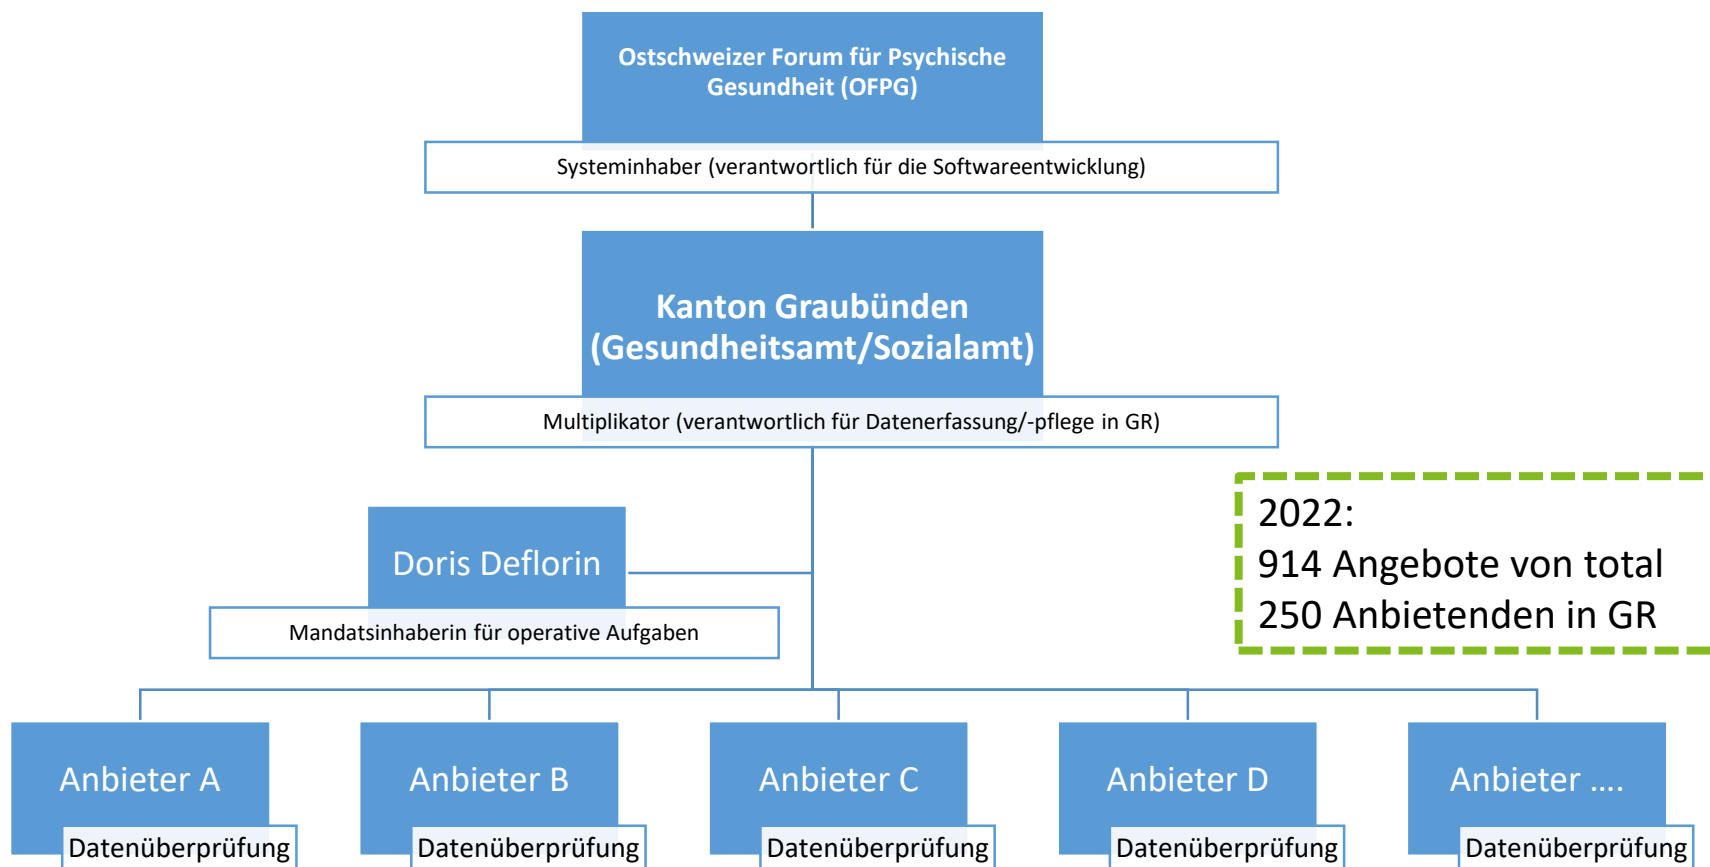 Ostschweizer Forum für Psychische
Gesundheit (OFPG)
Systeminhaber (verantwortlich für die Softwareentwicklung)
Kanton Graubünden
(Gesundheitsamt/Sozialamt)
Multiplikator (verantwortlich für Datenerfassung/-pflege in GR)
Doris Deflorin
Mandatsinhaberin für operative Aufgaben
2022:
914 Angebote von total
250 Anbietenden in GR
Anbieter A
Datenüberprüfung
Anbieter B
Datenüberprüfung
Anbieter C
Datenüberprüfung
Anbieter D
Datenüberprüfung
Anbieter ....
Datenüberprüfung